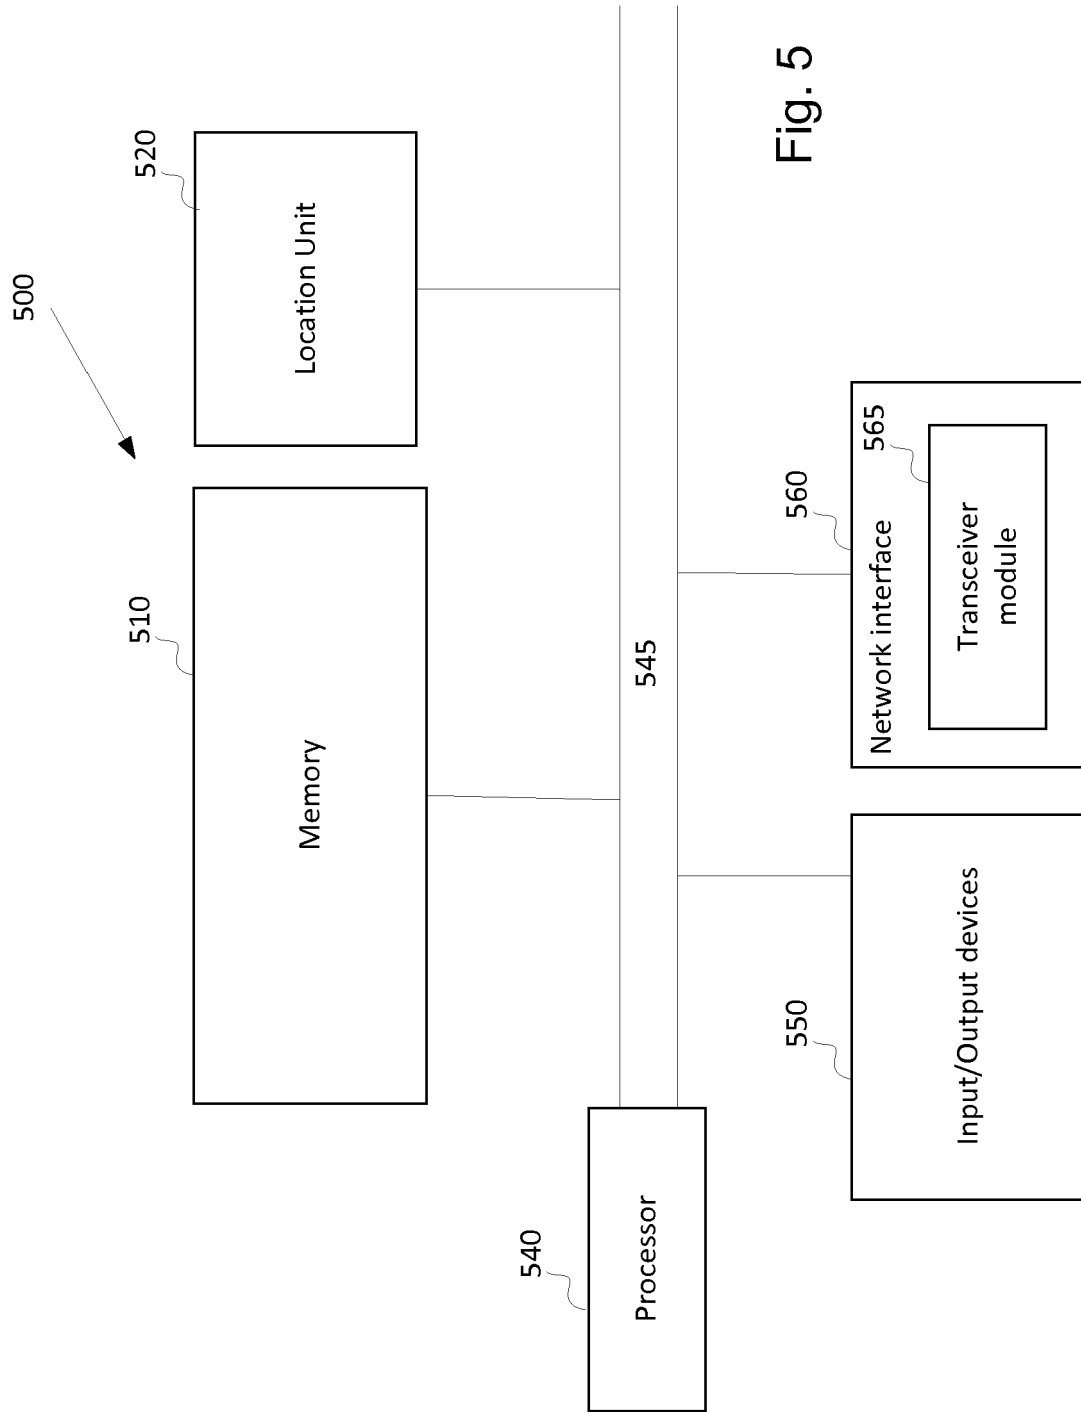 500
510
Memory
520
Location Unit
540
Processor
545
550
Input/Output devices
560
Network interface
565
Transceiver
module
Fig. 5